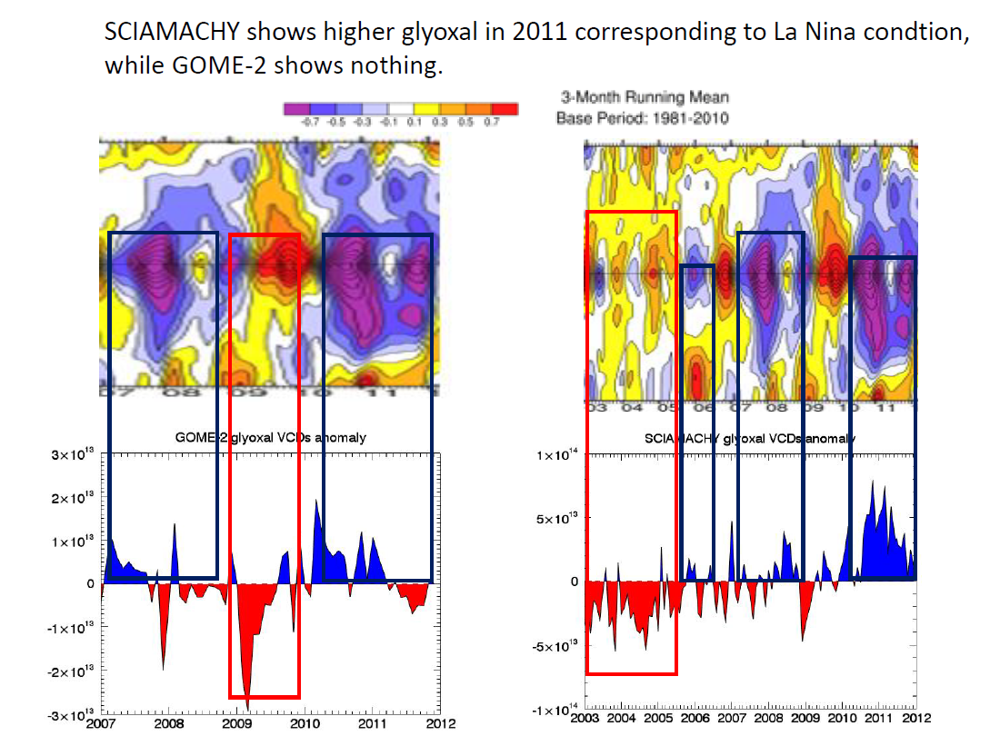 SCIAMACHY shows higher glyoxal in 2011 corresponding to La Nina condtion,
while GOME-2 shows nothing.
3-Month Running Mean
Base Period: 1981-2010
-0.7 -0.5 -0.3 -0.1 0.1 0.3 0.5 0.7
07 08 09 10 11
03 04 05 06 07 08 09 10 11
GOME-2 glyoxal VCDs anomaly
3×10¹³
2×10¹³
1×10¹³
0
-1×10¹³
-2×10¹³
-3×10¹³
2007 2008 2009 2010 2011 2012
SCIAMACHY glyoxal VCDs anomaly
1×10¹⁴
5×10¹³
0
-5×10¹³
-1×10¹⁴
2003 2004 2005 2006 2007 2008 2009 2010 2011 2012